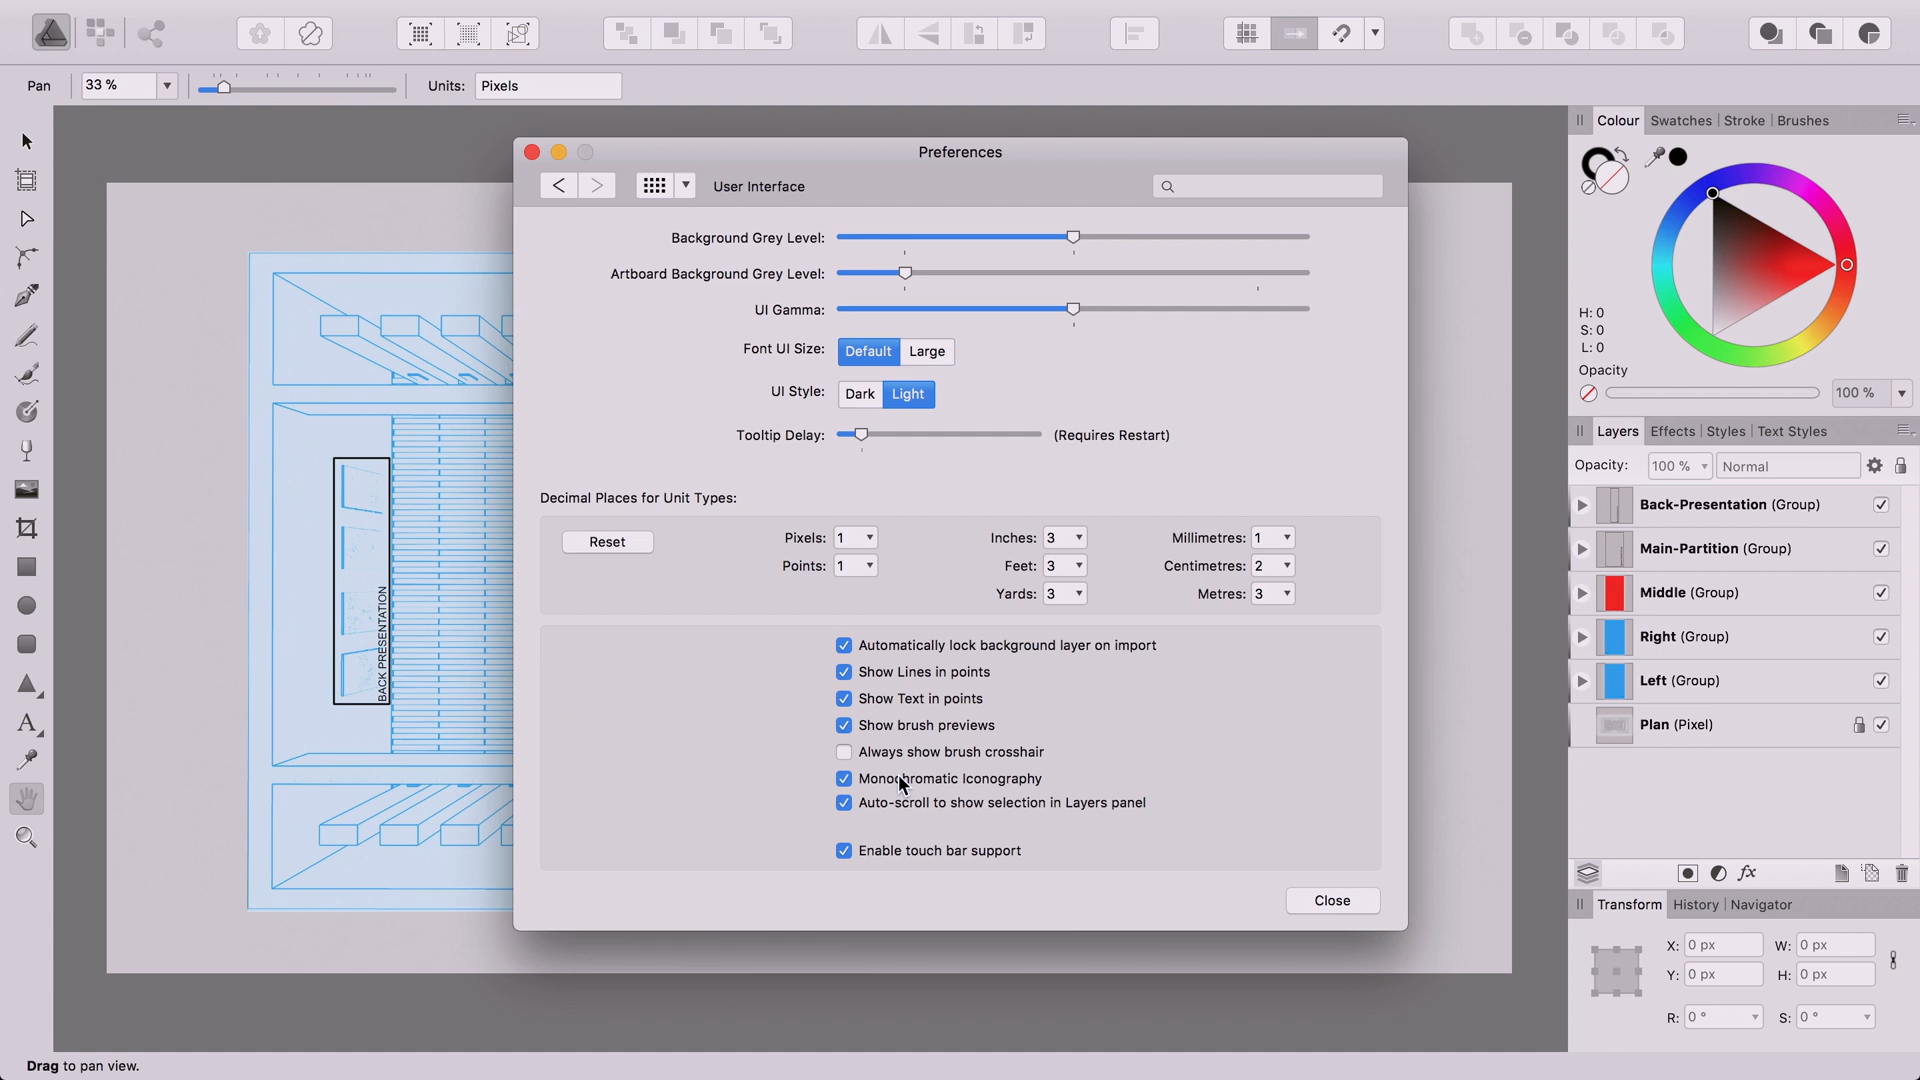 Pan
33 %
Units:
Pixels
Preferences
User Interface
Background Grey Level:
Artboard Background Grey Level:
UI Gamma:
Font UI Size:
Default
Large
UI Style:
Dark
Light
Tooltip Delay:
(Requires Restart)
Decimal Places for Unit Types:
Reset
Pixels: 1
Inches: 3
Millimetres: 1
Points: 1
Feet: 3
Centimetres: 2
Yards: 3
Metres: 3
Automatically lock background layer on import
Show Lines in points
Show Text in points
Show brush previews
Always show brush crosshair
Monochromatic Iconography
Auto-scroll to show selection in Layers panel
Enable touch bar support
Close
BACK PRESENTATION
Colour Swatches Stroke Brushes
H: 0
S: 0
L: 0
Opacity
100 %
Layers Effects Styles Text Styles
Opacity: 100 % Normal
Back-Presentation (Group)
Main-Partition (Group)
Middle (Group)
Right (Group)
Left (Group)
Plan (Pixel)
fx
Transform History Navigator
X: 0 px W: 0 px
Y: 0 px H: 0 px
R: 0 ° S: 0 °
Drag to pan view.